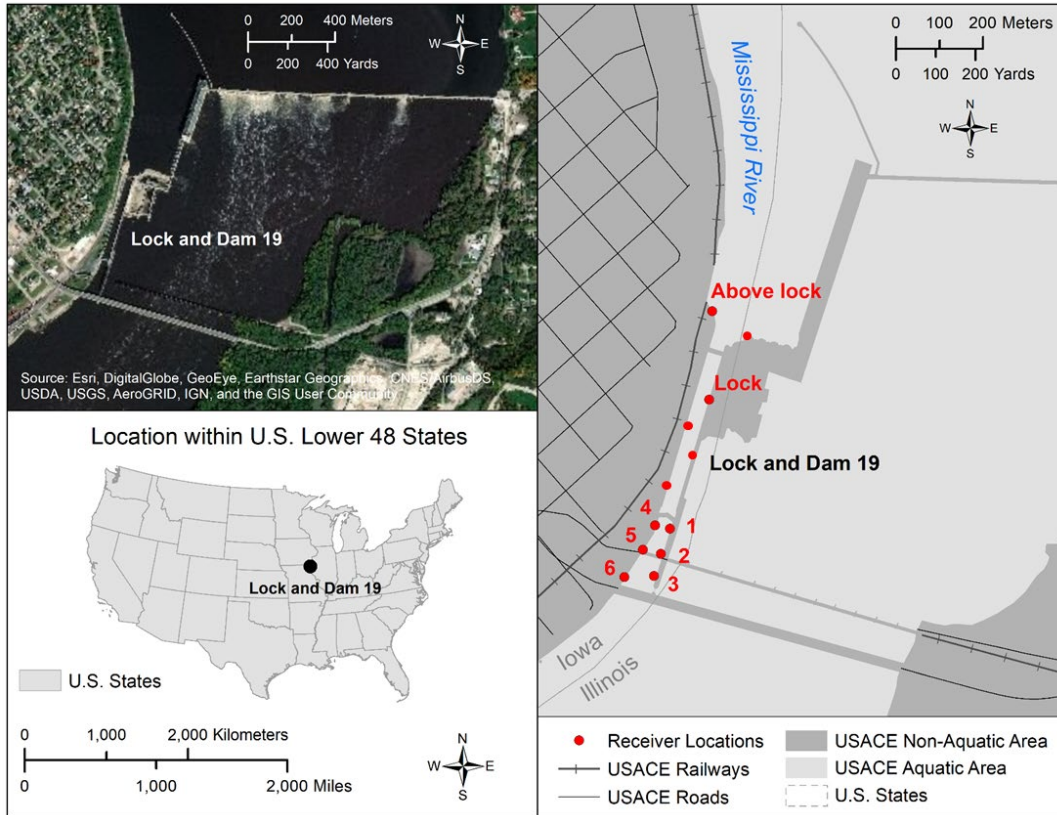 0 200 400 Meters
0 200 400 Yards
N
W E
S
Lock and Dam 19
Source: Esri, DigitalGlobe, GeoEye, Earthstar Geographics, CNES/Airbus DS,
USDA, USGS, AeroGRID, IGN, and the GIS User Community
Location within U.S. Lower 48 States
Lock and Dam 19
U.S. States
0 1,000 2,000 Kilometers
0 1,000 2,000 Miles
N
W E
S
0 100 200 Meters
0 100 200 Yards
N
W E
S
Mississippi River
Above lock
Lock
Lock and Dam 19
4
1
5
2
6
3
Iowa
Illinois
Receiver Locations
USACE Railways
USACE Roads
USACE Non-Aquatic Area
USACE Aquatic Area
U.S. States